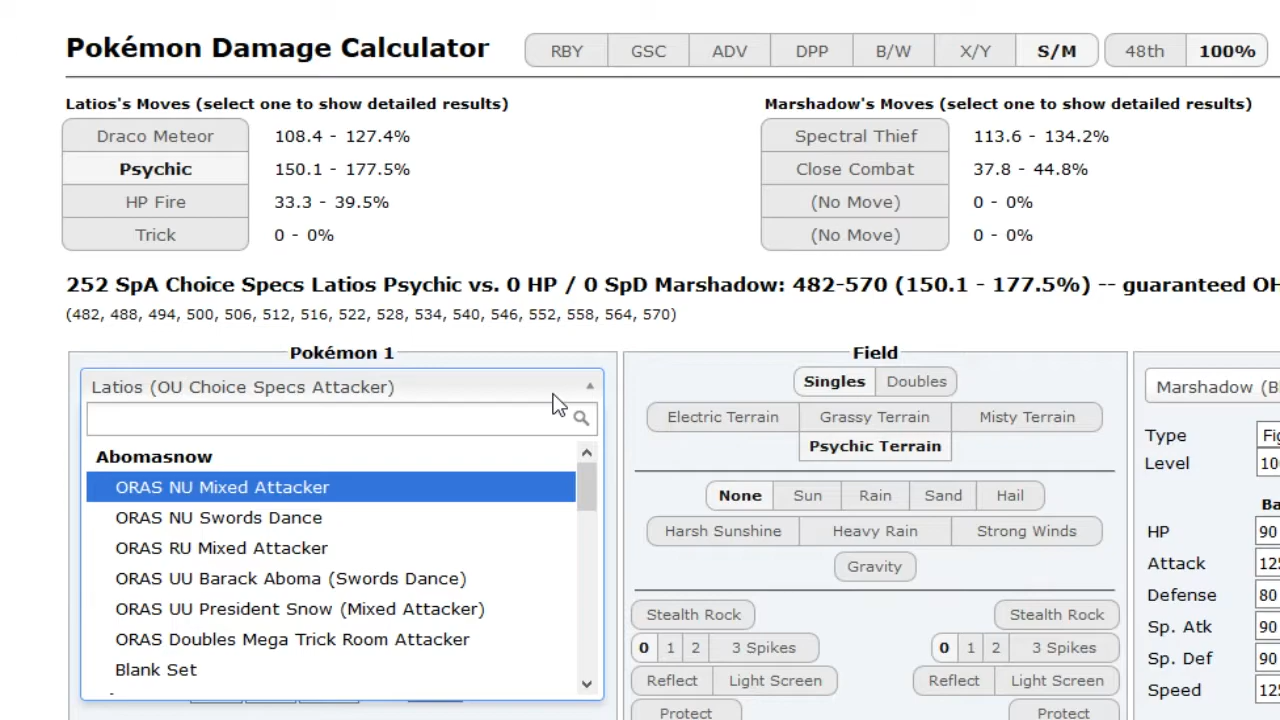 Pokémon Damage Calculator
RBY GSC ADV DPP B/W X/Y S/M 48th 100%
Latios's Moves (select one to show detailed results)
Draco Meteor 108.4 - 127.4%
Psychic 150.1 - 177.5%
HP Fire 33.3 - 39.5%
Trick 0 - 0%
Marshadow's Moves (select one to show detailed results)
Spectral Thief 113.6 - 134.2%
Close Combat 37.8 - 44.8%
(No Move) 0 - 0%
(No Move) 0 - 0%
252 SpA Choice Specs Latios Psychic vs. 0 HP / 0 SpD Marshadow: 482-570 (150.1 - 177.5%) -- guaranteed OH
(482, 488, 494, 500, 506, 512, 516, 522, 528, 534, 540, 546, 552, 558, 564, 570)
Pokémon 1
Latios (OU Choice Specs Attacker)
Abomasnow
ORAS NU Mixed Attacker
ORAS NU Swords Dance
ORAS RU Mixed Attacker
ORAS UU Barack Aboma (Swords Dance)
ORAS UU President Snow (Mixed Attacker)
ORAS Doubles Mega Trick Room Attacker
Blank Set
Field
Singles Doubles
Electric Terrain Grassy Terrain Misty Terrain
Psychic Terrain
None Sun Rain Sand Hail
Harsh Sunshine Heavy Rain Strong Winds
Gravity
Stealth Rock Stealth Rock
0 1 2 3 Spikes 0 1 2 3 Spikes
Reflect Light Screen Reflect Light Screen
Protect Protect
Marshadow (B
Type Fig
Level 10
Ba
HP 90
Attack 125
Defense 80
Sp. Atk 90
Sp. Def 90
Speed 125